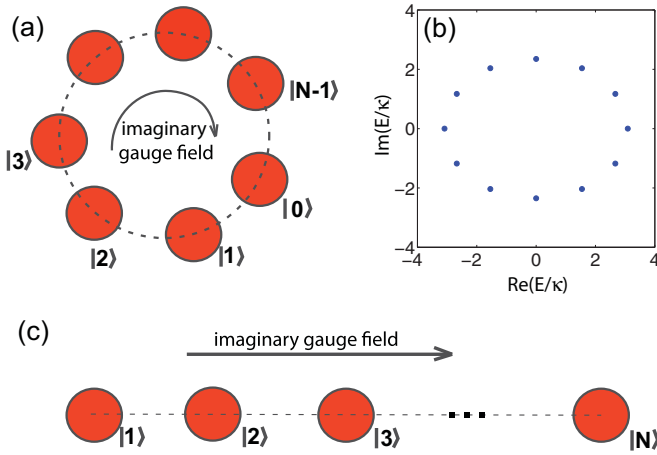 (a)
|N-1⟩
imaginary
gauge field
|3⟩
|0⟩
|2⟩
|1⟩
(b)
Im(E/κ)
4
2
0
−2
−4
−4
−2
0
2
4
Re(E/κ)
(c)
imaginary gauge field
|1⟩
|2⟩
|3⟩
|N⟩